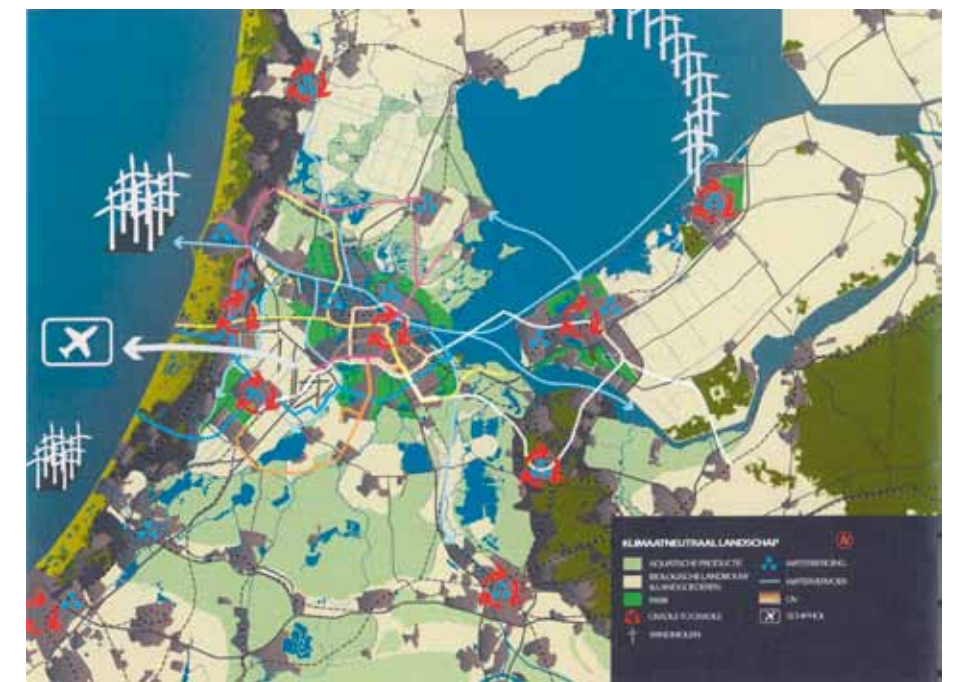 KLIMAATNEUTRAAL LANDSCHAP
AQUATISCHE PRODUCTIE
BIOLOGISCHE LANDBOUW
& LANDGOEDEREN
PARK
CRADLE TO CRADLE
WINDMOLEN
WATERBERGING
WATERVERVOER
OV
SCHIPHOL